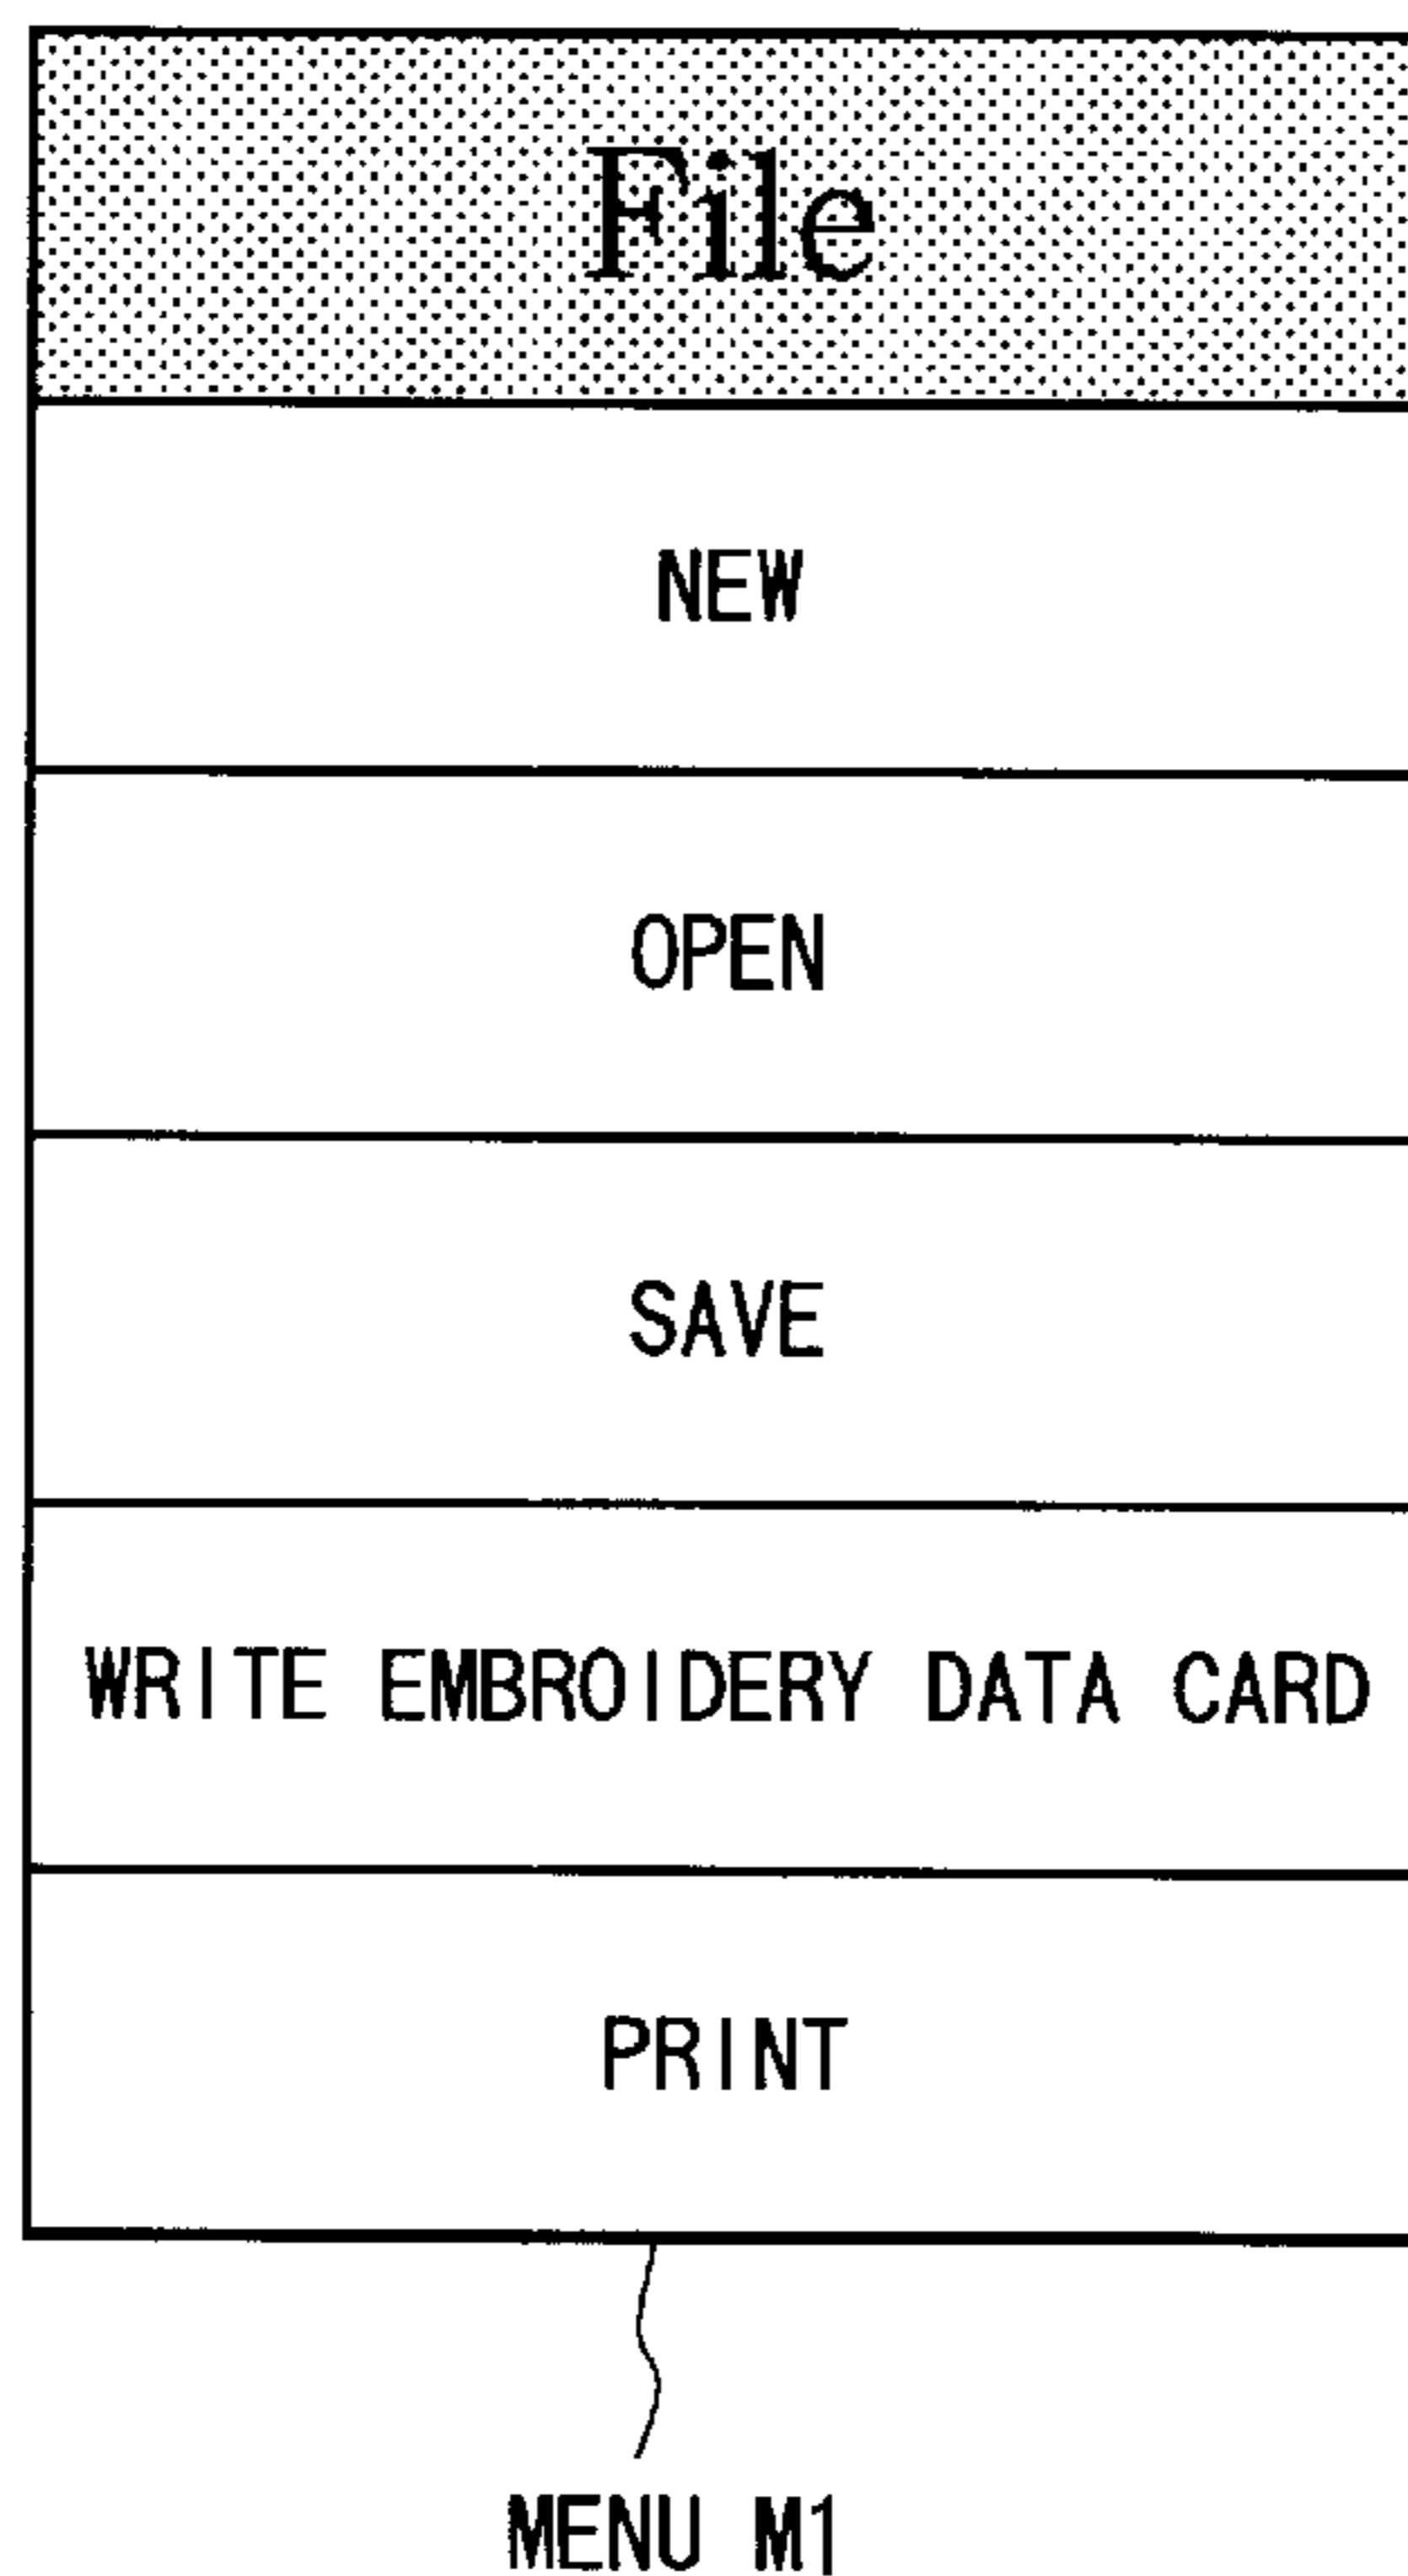 File
NEW
OPEN
SAVE
WRITE EMBROIDERY DATA CARD
PRINT
MENU M1